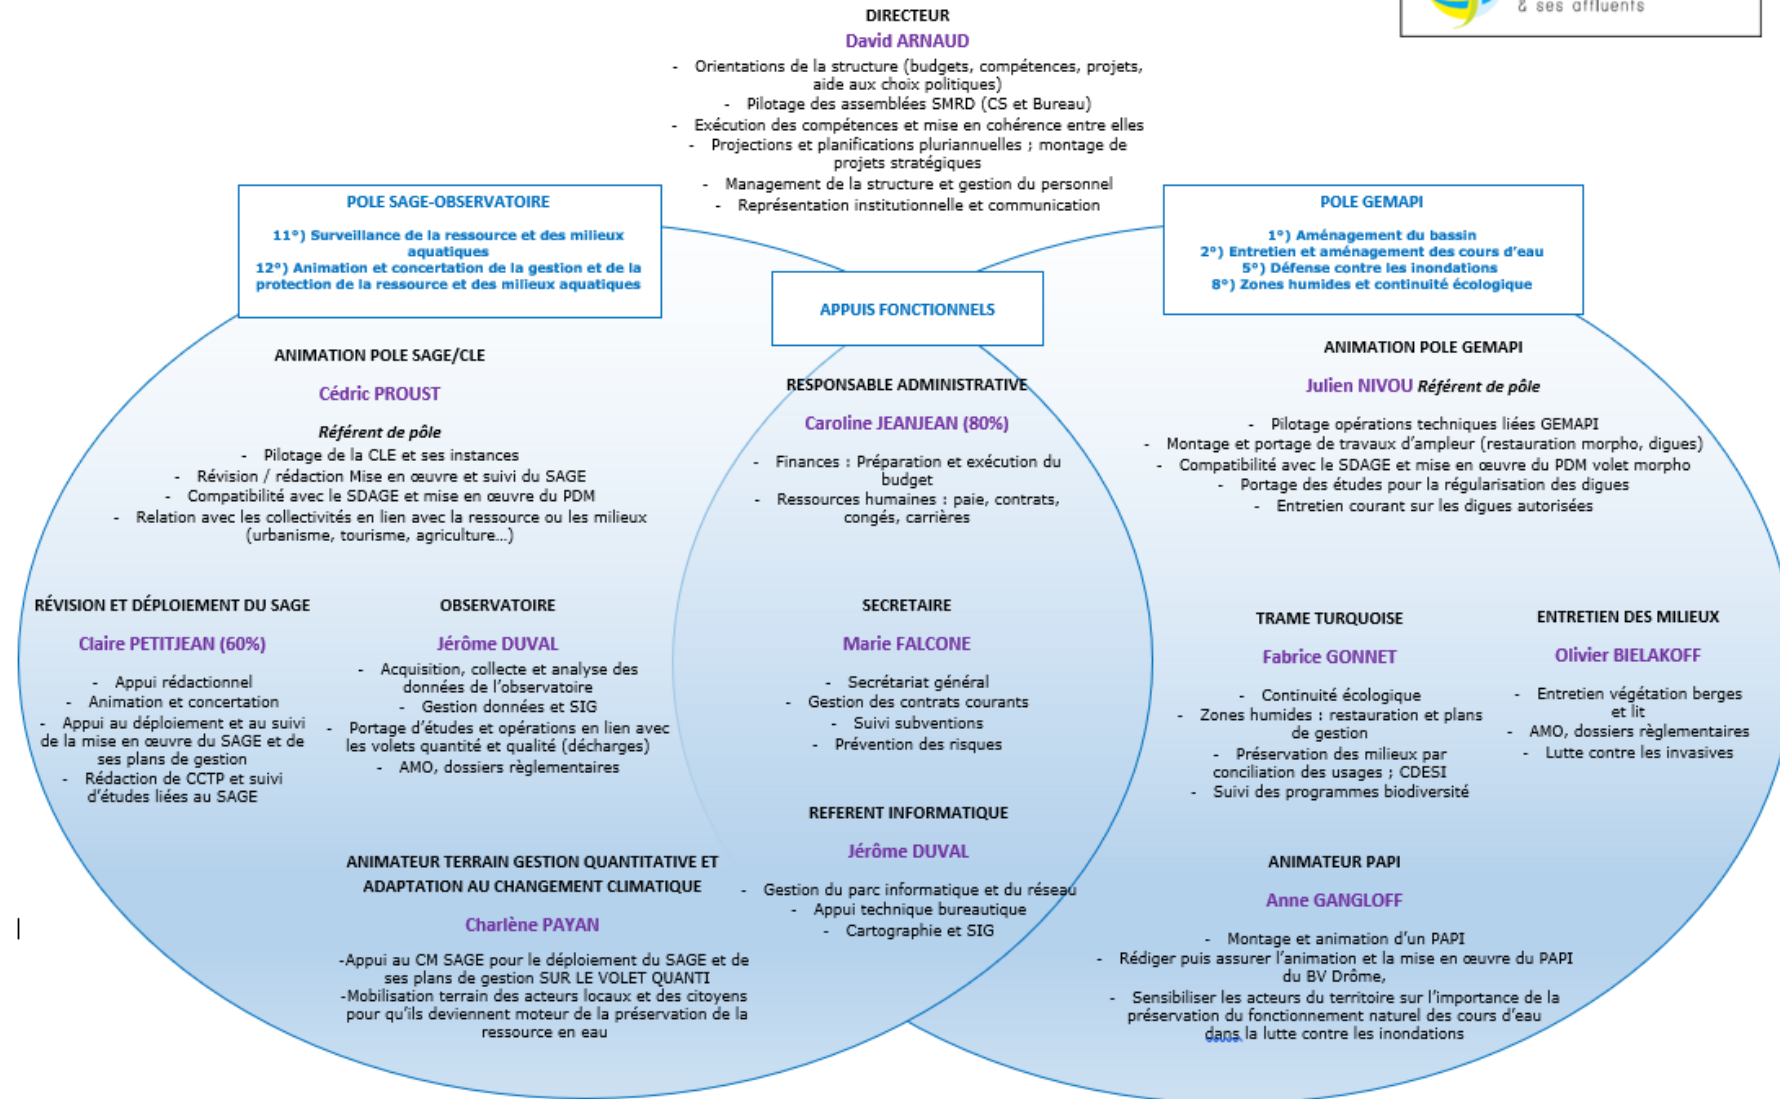 & ses affluents
DIRECTEUR
David ARNAUD
- Orientations de la structure (budgets, compétences, projets,
aide aux choix politiques)
- Pilotage des assemblées SMRD (CS et Bureau)
- Exécution des compétences et mise en cohérence entre elles
- Projections et planifications pluriannuelles ; montage de
projets stratégiques
- Management de la structure et gestion du personnel
- Représentation institutionnelle et communication
POLE SAGE-OBSERVATOIRE
11°) Surveillance de la ressource et des milieux
aquatiques
12°) Animation et concertation de la gestion et de la
protection de la ressource et des milieux aquatiques
ANIMATION POLE SAGE/CLE
Cédric PROUST
Référent de pôle
- Pilotage de la CLE et ses instances
- Révision / rédaction Mise en œuvre et suivi du SAGE
- Compatibilité avec le SDAGE et mise en œuvre du PDM
- Relation avec les collectivités en lien avec la ressource ou les milieux
(urbanisme, tourisme, agriculture...)
RÉVISION ET DÉPLOIEMENT DU SAGE
Claire PETITJEAN (60%)
- Appui rédactionnel
- Animation et concertation
- Appui au déploiement et au suivi
de la mise en œuvre du SAGE et de
ses plans de gestion
- Rédaction de CCTP et suivi
d'études liées au SAGE
OBSERVATOIRE
Jérôme DUVAL
- Acquisition, collecte et analyse des
données de l'observatoire
- Gestion données et SIG
- Portage d'études et opérations en lien avec
les volets quantité et qualité (décharges)
- AMO, dossiers règlementaires
ANIMATEUR TERRAIN GESTION QUANTITATIVE ET
ADAPTATION AU CHANGEMENT CLIMATIQUE
Charlène PAYAN
-Appui au CM SAGE pour le déploiement du SAGE et de
ses plans de gestion SUR LE VOLET QUANTI
-Mobilisation terrain des acteurs locaux et des citoyens
pour qu'ils deviennent moteur de la préservation de la
ressource en eau
APPUIS FONCTIONNELS
RESPONSABLE ADMINISTRATIVE
Caroline JEANJEAN (80%)
- Finances : Préparation et exécution du
budget
- Ressources humaines : paie, contrats,
congés, carrières
SECRETAIRE
Marie FALCONE
- Secrétariat général
- Gestion des contrats courants
- Suivi subventions
- Prévention des risques
REFERENT INFORMATIQUE
Jérôme DUVAL
- Gestion du parc informatique et du réseau
- Appui technique bureautique
- Cartographie et SIG
POLE GEMAPI
1°) Aménagement du bassin
2°) Entretien et aménagement des cours d'eau
5°) Défense contre les inondations
8°) Zones humides et continuité écologique
ANIMATION POLE GEMAPI
Julien NIVOU Référent de pôle
- Pilotage opérations techniques liées GEMAPI
- Montage et portage de travaux d'ampleur (restauration morpho, digues)
- Compatibilité avec le SDAGE et mise en œuvre du PDM volet morpho
- Portage des études pour la régularisation des digues
- Entretien courant sur les digues autorisées
TRAME TURQUOISE
Fabrice GONNET
- Continuité écologique
- Zones humides : restauration et plans
de gestion
- Préservation des milieux par
conciliation des usages ; CDESI
- Suivi des programmes biodiversité
ENTRETIEN DES MILIEUX
Olivier BIELAKOFF
- Entretien végétation berges
et lit
- AMO, dossiers règlementaires
- Lutte contre les invasives
ANIMATEUR PAPI
Anne GANGLOFF
- Montage et animation d'un PAPI
- Rédiger puis assurer l'animation et la mise en œuvre du PAPI
du BV Drôme,
- Sensibiliser les acteurs du territoire sur l'importance de la
préservation du fonctionnement naturel des cours d'eau
dans la lutte contre les inondations